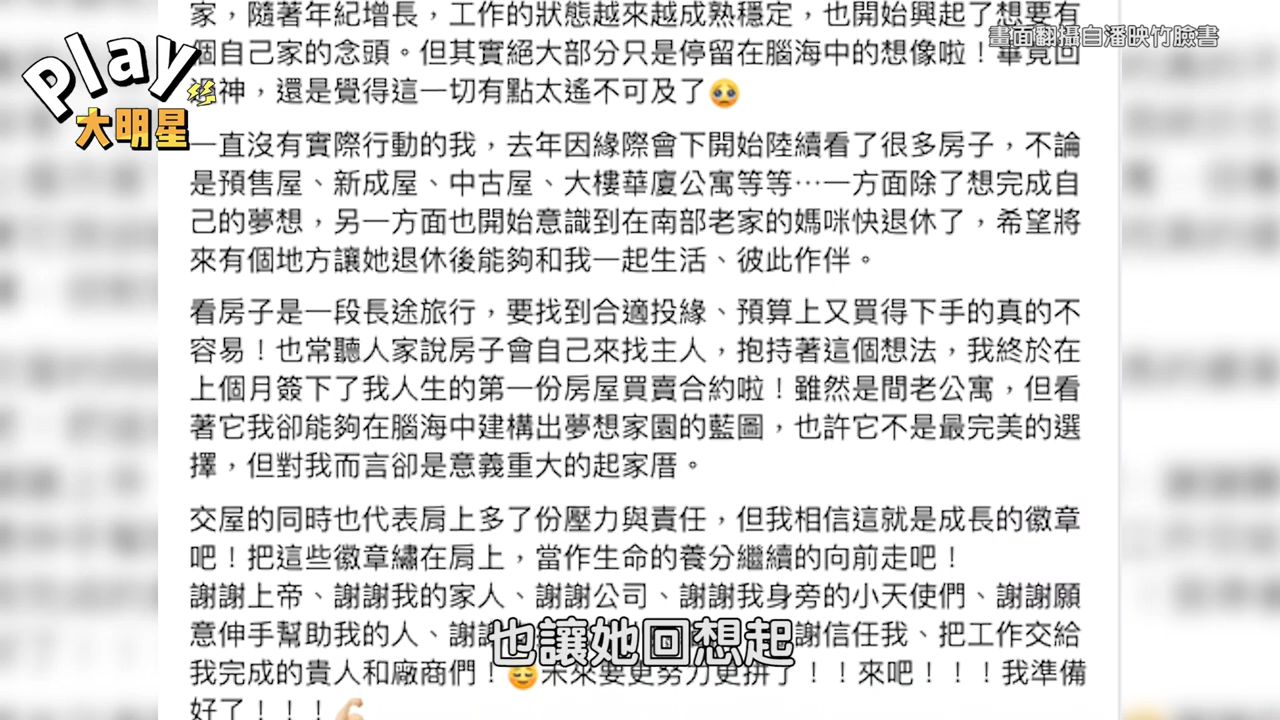 家，隨著年紀增長，工作的狀態越來越成熟穩定，也開始興起了想要有
畫面翻攝自潘映竹臉書
個自己家的念頭。但其實絕大部分只是停留在腦海中的想像啦！畢竟回
Play
大明星
神，還是覺得這一切有點太遙不可及了🥺
一直沒有實際行動的我，去年因緣際會下開始陸續看了很多房子，不論
是預售屋、新成屋、中古屋、大樓華廈公寓等等⋯一方面除了想完成自
己的夢想，另一方面也開始意識到在南部老家的媽咪快退休了，希望將
來有個地方讓她退休後能夠和我一起生活、彼此作伴。
看房子是一段長途旅行，要找到合適投緣、預算上又買得下手的真的不
容易！也常聽人家說房子會自己來找主人，抱持著這個想法，我終於在
上個月簽下了我人生的第一份房屋買賣合約啦！雖然是間老公寓，但看
著它我卻能夠在腦海中建構出夢想家園的藍圖，也許它不是最完美的選
擇，但對我而言卻是意義重大的起家厝。
交屋的同時也代表肩上多了份壓力與責任，但我相信這就是成長的徽章
吧！把這些徽章繡在肩上，當作生命的養分繼續的向前走吧！
謝謝上帝、謝謝我的家人、謝謝公司、謝謝我身旁的小天使們、謝謝願
意伸手幫助我的人、謝 謝信任我、把工作交給
也讓她回想起
我完成的貴人和廠商們！😌未來要更努力更拼了！！來吧！！！我準備
好了！！！💪🏻